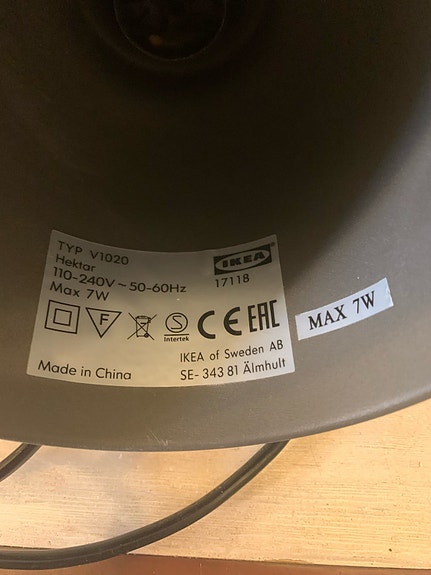 TYP V1020
Hektar
110-240V ~ 50-60Hz
Max 7W
IKEA
17118
F
S
Intertek
CE EAC
Made in China
IKEA of Sweden AB
SE- 343 81 Älmhult
MAX 7W